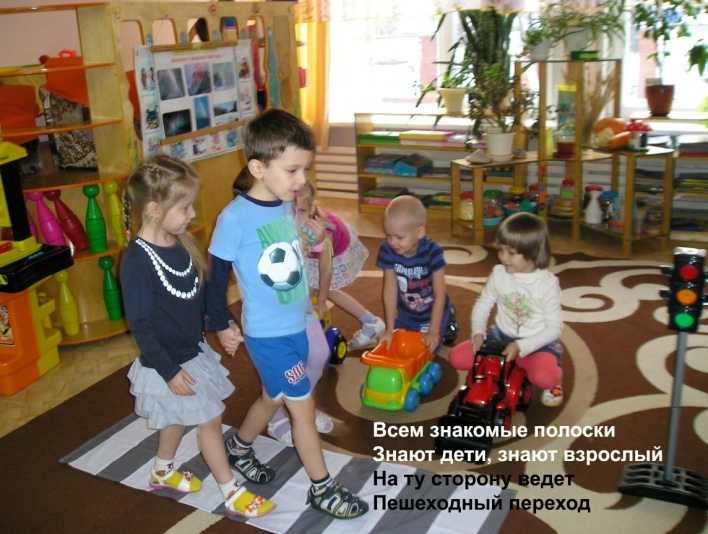 Всем знакомые полоски
Знают дети, знают взрослый
На ту сторону ведет
Пешеходный переход